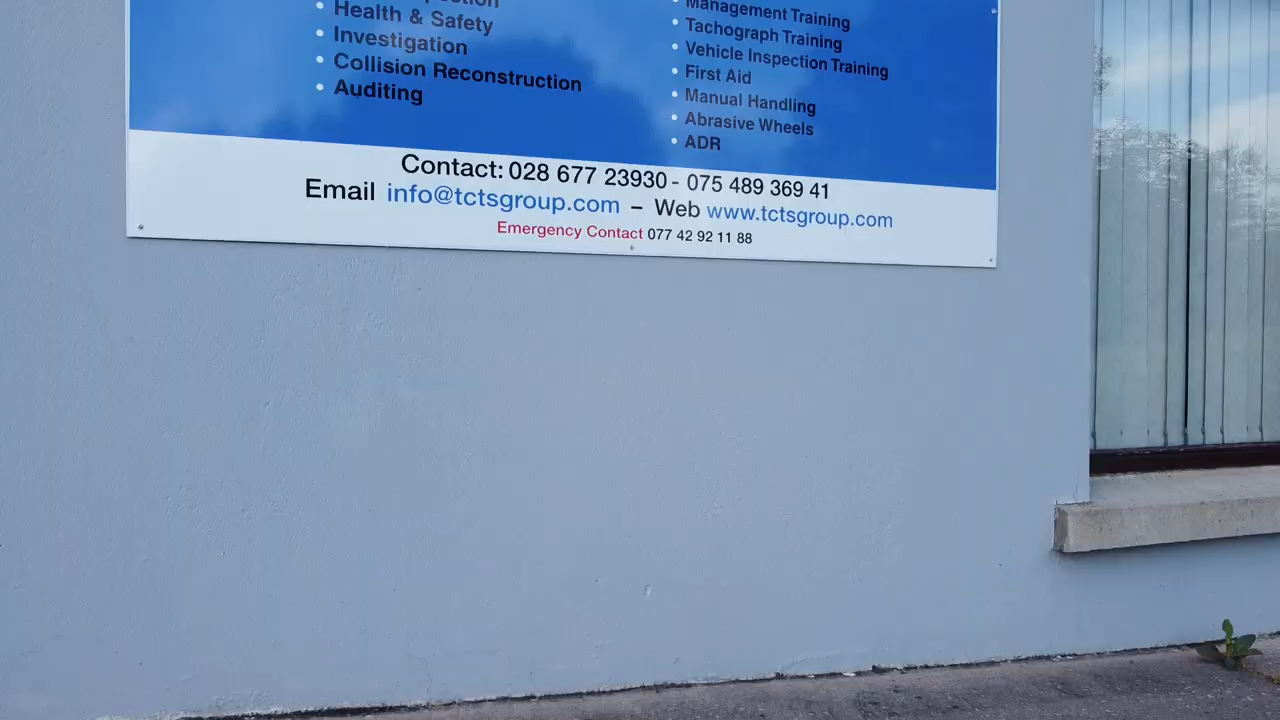 Health & Safety
Investigation
Collision Reconstruction
Auditing
Management Training
Tachograph Training
Vehicle Inspection Training
First Aid
Manual Handling
Abrasive Wheels
ADR
Contact: 028 677 23930 - 075 489 369 41
Email info@tctsgroup.com – Web www.tctsgroup.com
Emergency Contact 077 42 92 11 88